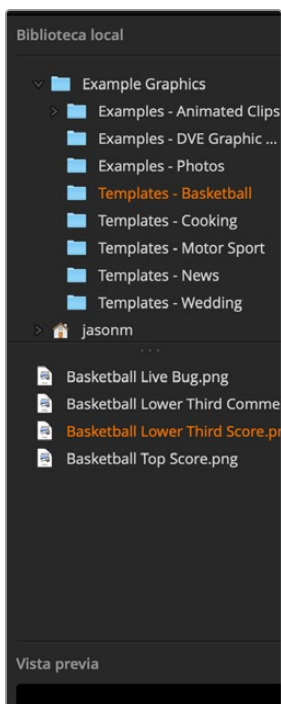 Biblioteca local
Example Graphics
Examples - Animated Clips
Examples - DVE Graphic ...
Examples - Photos
Templates - Basketball
Templates - Cooking
Templates - Motor Sport
Templates - News
Templates - Wedding
jasonm
Basketball Live Bug.png
Basketball Lower Third Comme
Basketball Lower Third Score.pn
Basketball Top Score.png
Vista previa